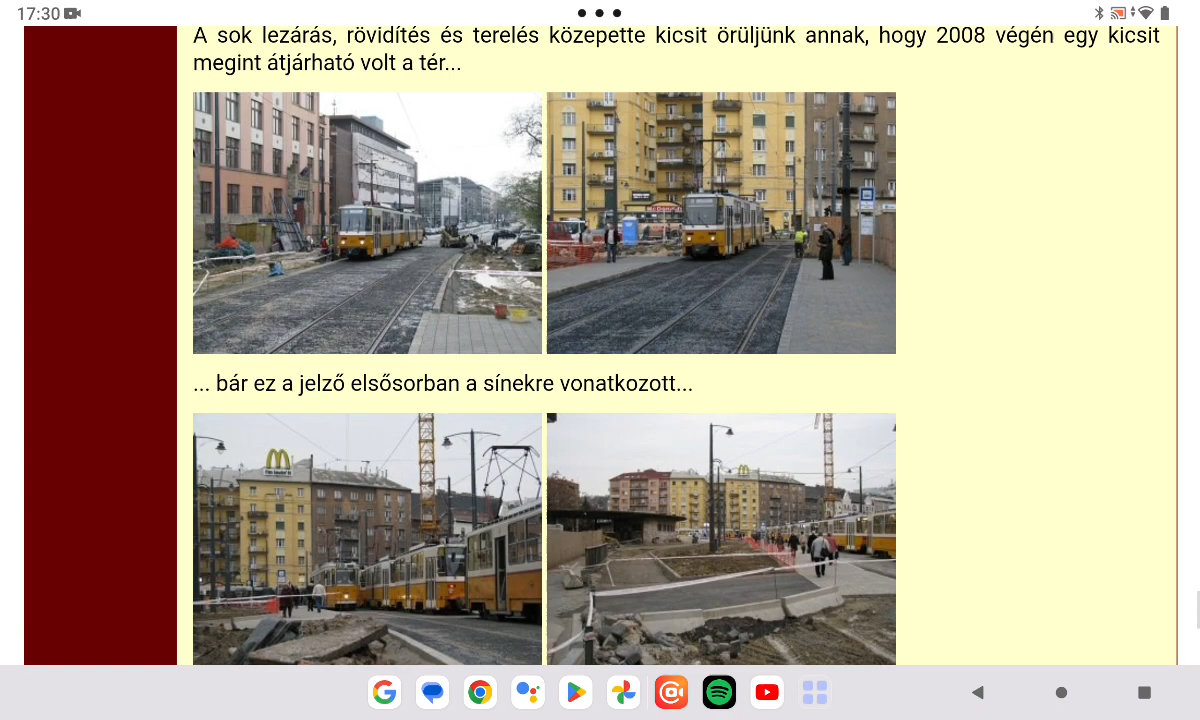 17:30
A sok lezárás, rövidítés és terelés közepette kicsit örüljünk annak, hogy 2008 végén egy kicsit
megint átjárható volt a tér...
... bár ez a jelző elsősorban a sínekre vonatkozott...